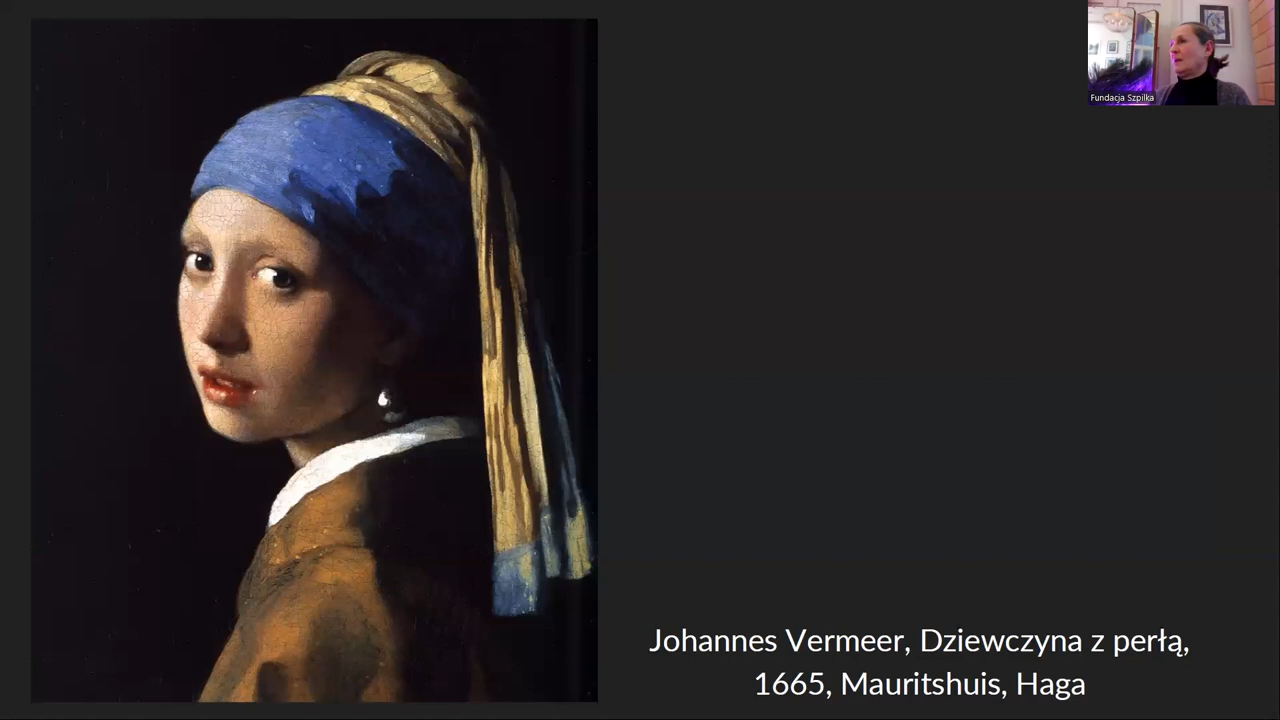 Fundacja Szpilka
Johannes Vermeer, Dziewczyna z perłą,
1665, Mauritshuis, Haga